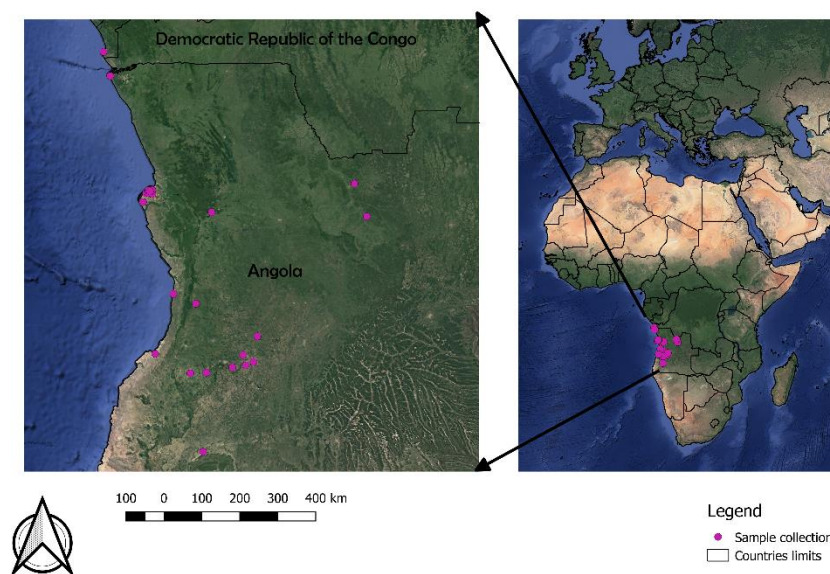 Democratic Republic of the Congo
Angola
100 0 100 200 300 400 km
Legend
Sample collection
Countries limits